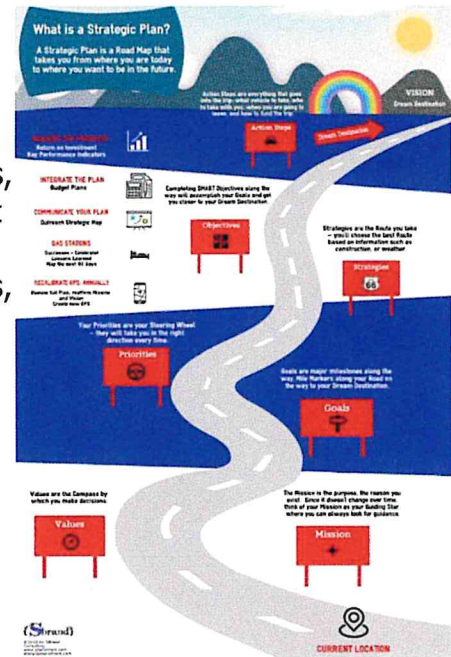 What is a Strategic Plan?
A Strategic Plan is a Road Map that
takes you from where you are today
to where you want to be in the future.
VISION
Dream Destination
Action Steps are everything that goes
into the trip: what vehicle to take, who
to take with you, when you are going to
leave, and how to fund the trip.
Action Steps
Dream Destination
Return on Investment
Key Performance Indicators
INTEGRATE THE PLAN
Budget Plans
COMMUNICATE YOUR PLAN
Outreach Strategic Map
GAS STATIONS
Successes - Celebrate
Lessons Learned
Map the next 90 Days
RECALIBRATE GPS: ANNUALLY
Review full Plan, reaffirm Mission
and Vision
Create new GPS
Completing SMART Objectives along the
way will accomplish your Goals and get
you closer to your Dream Destination.
Objectives
Strategies are the Route you take
- you'll choose the best Route
based on information such as
construction, or weather
Strategies
66
Your Priorities are your Steering Wheel
- they will take you in the right
direction every time.
Priorities
Goals are major milestones along the
way, Mile Markers along your Road on
the way to your Dream Destination.
Goals
Values are the Compass by
which you make decisions.
Values
The Mission is the purpose, the reason you
exist. Since it doesn't change over time,
think of your Mission as your Guiding Star
where you can always look for guidance
Mission
{Sbrand}
CURRENT LOCATION